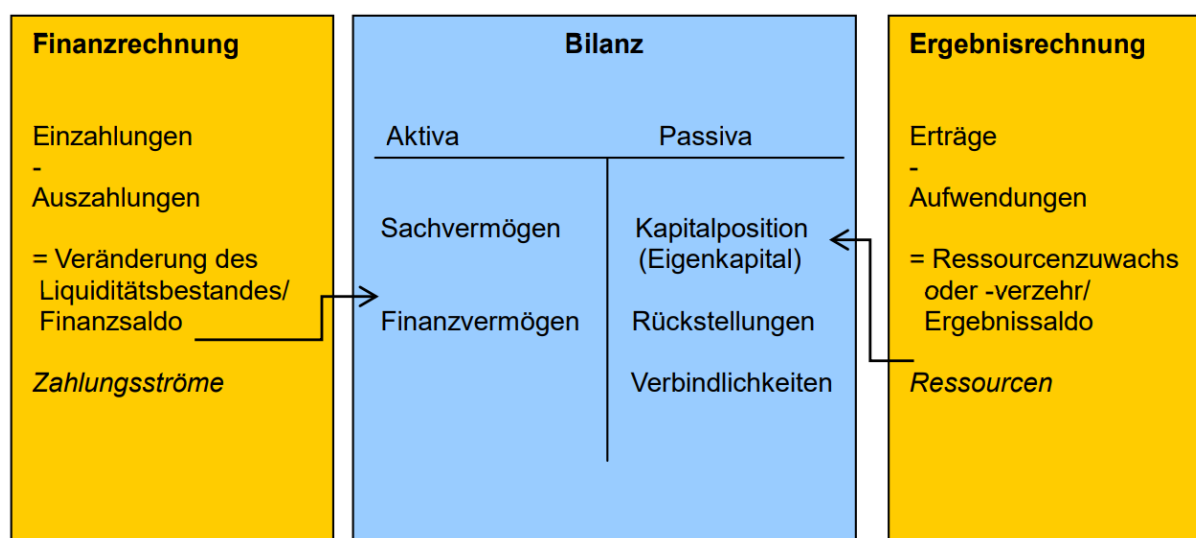 Finanzrechnung
Einzahlungen
-
Auszahlungen
= Veränderung des
Liquiditätsbestandes/
Finanzsaldo
Zahlungsströme
Bilanz
Aktiva
Passiva
Sachvermögen
Finanzvermögen
Kapitalposition
(Eigenkapital)
Rückstellungen
Verbindlichkeiten
Ergebnisrechnung
Erträge
-
Aufwendungen
= Ressourcenzuwachs
oder -verzehr/
Ergebnissaldo
Ressourcen